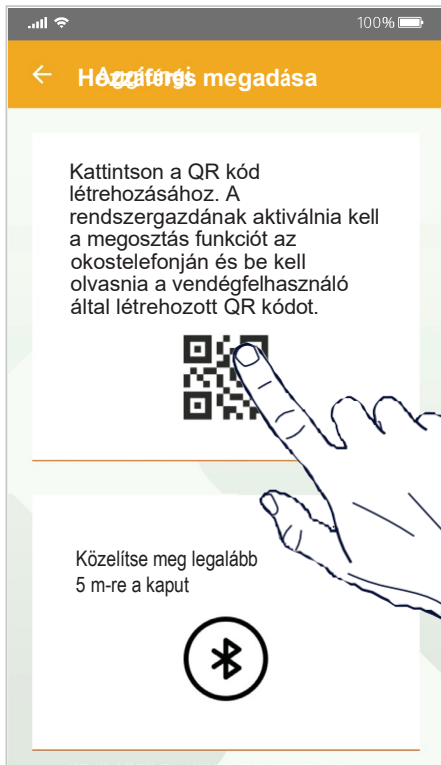 100%
Hozzáférés megadása
Kattintson a QR kód
létrehozásához. A
rendszergazdának aktiválnia kell
a megosztás funkciót az
okostelefonján és be kell
olvasnia a vendégfelhasználó
által létrehozott QR kódot.
Közelítse meg legalább
5 m-re a kaput